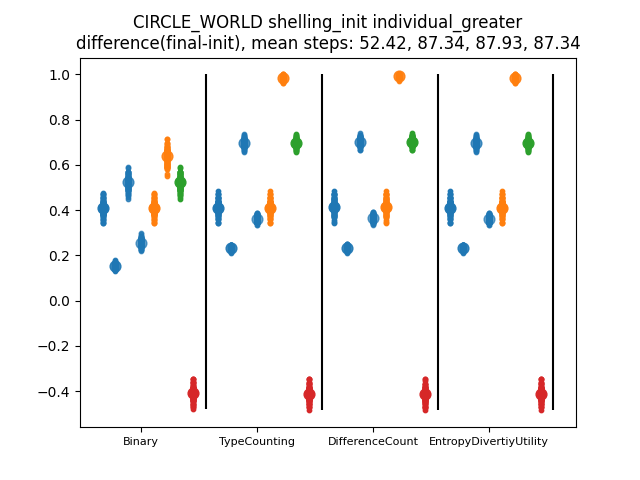 CIRCLE_WORLD shelling_init individual_greater
difference(final-init), mean steps: 52.42, 87.34, 87.93, 87.34
1.0
0.8
0.6
0.4
0.2
0.0
−0.2
−0.4
Binary TypeCounting DifferenceCount EntropyDivertiyUtility